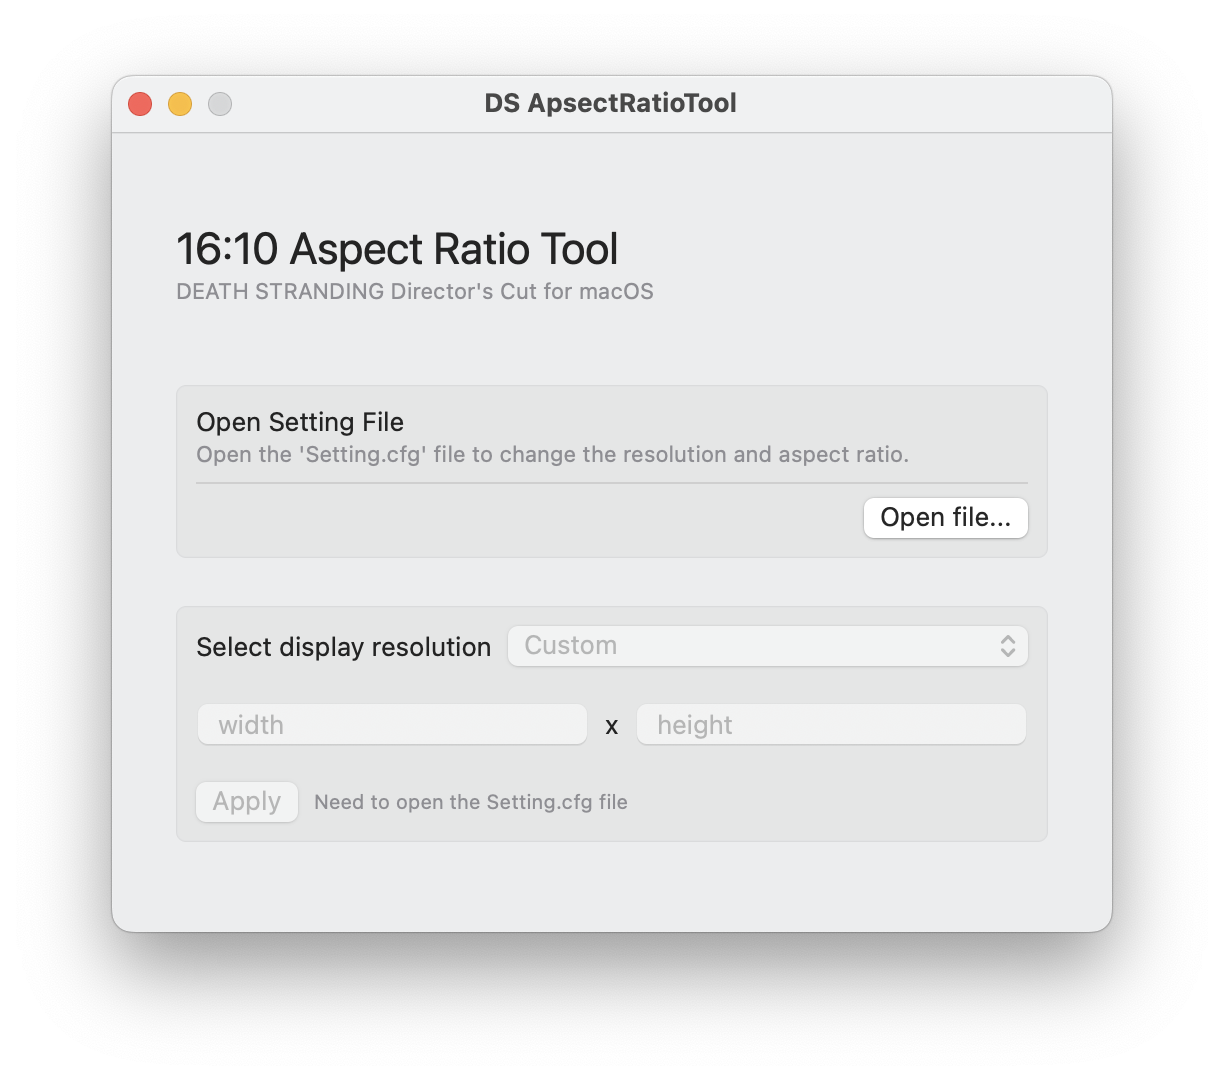 DS ApsectRatioTool
16:10 Aspect Ratio Tool
DEATH STRANDING Director's Cut for macOS
Open Setting File
Open the 'Setting.cfg' file to change the resolution and aspect ratio.
Open file...
Select display resolution Custom
width x height
Apply Need to open the Setting.cfg file